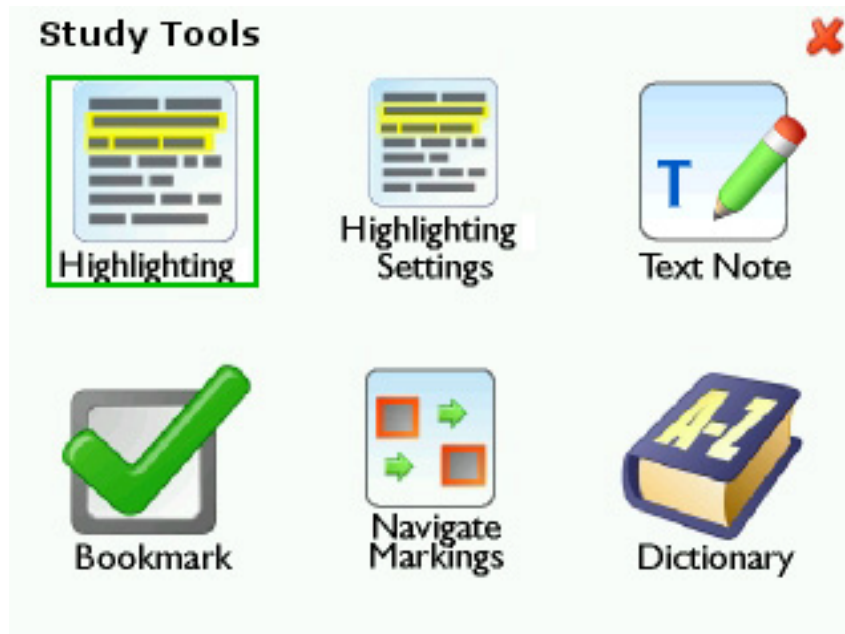 Study Tools
Highlighting
Highlighting
Settings
T
Text Note
Bookmark
Navigate
Markings
A-Z
Dictionary